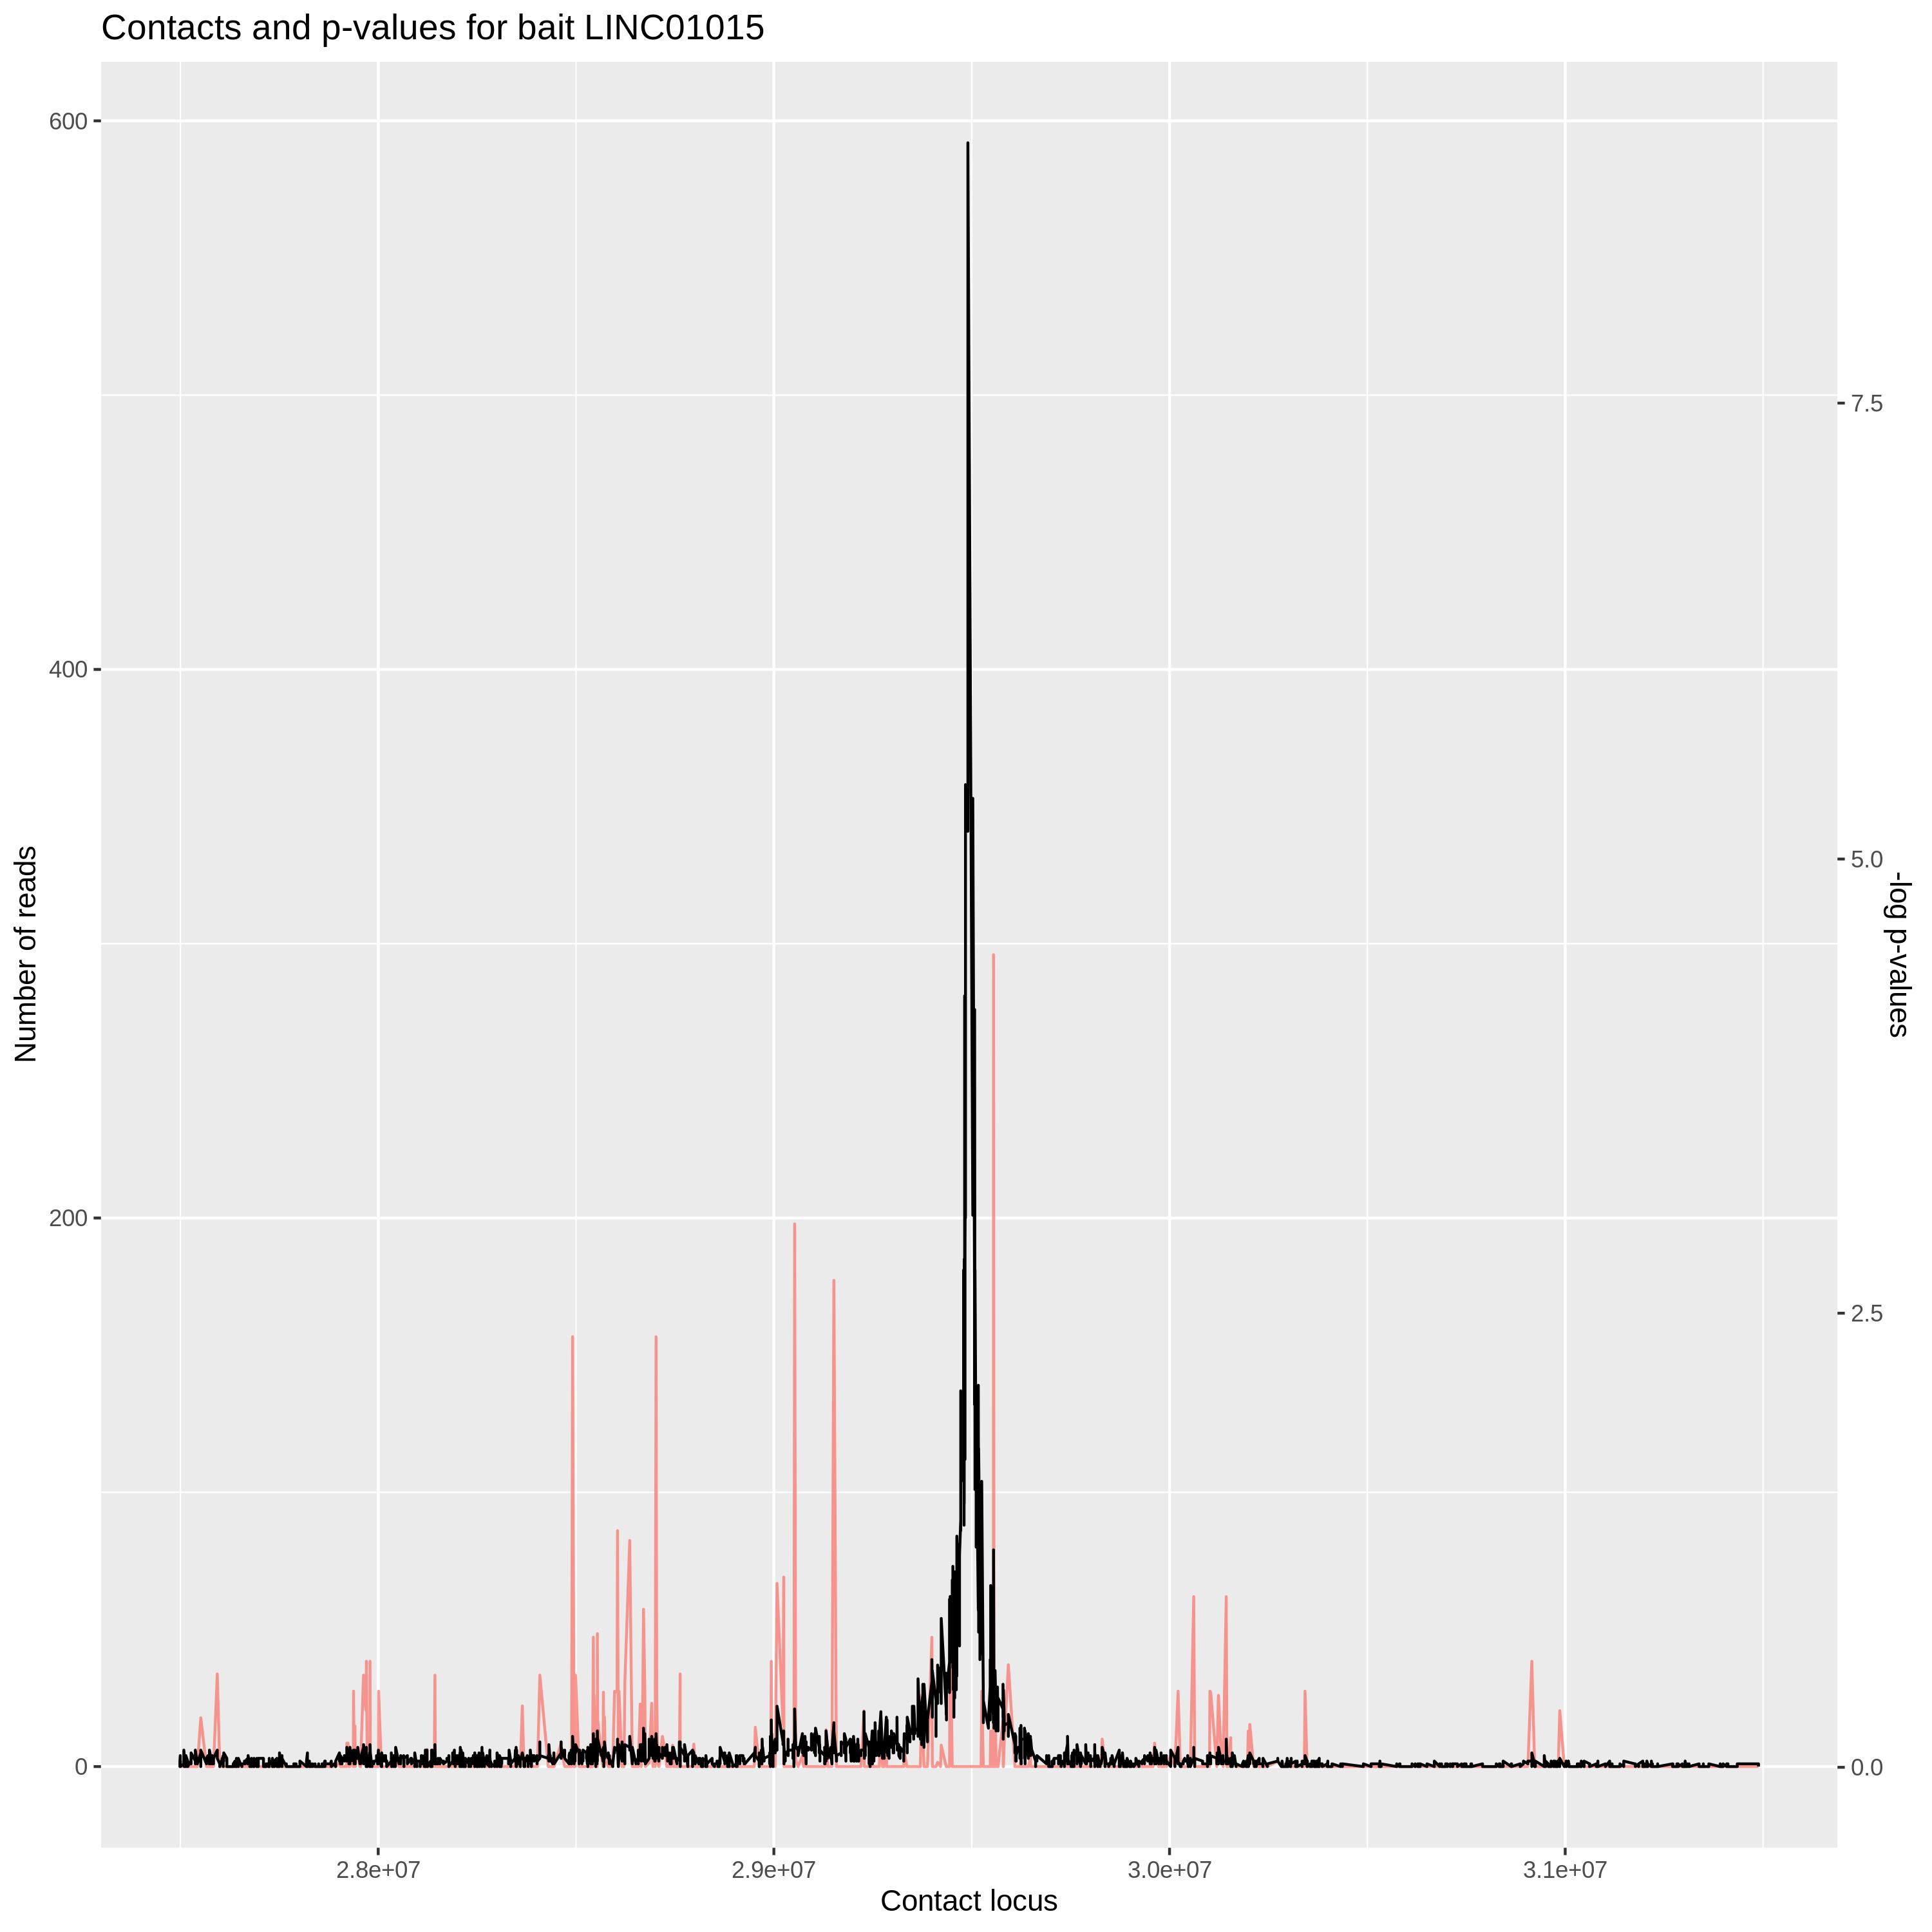 Contacts and p-values for bait LINC01015
600
400
200
0
Number of reads
7.5
5.0
2.5
0.0
-log p-values
2.8e+07
2.9e+07
3.0e+07
3.1e+07
Contact locus